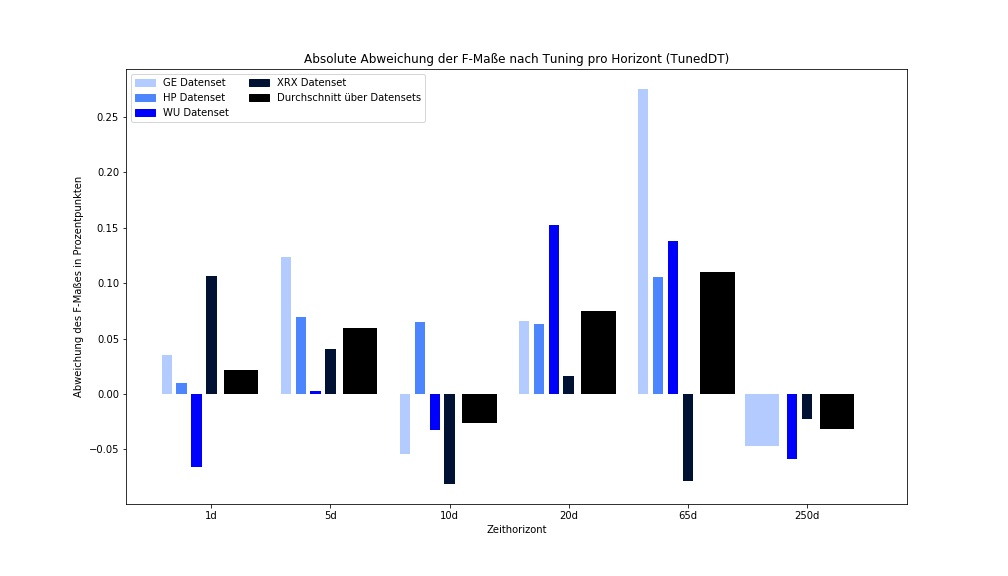 Absolute Abweichung der F-Maße nach Tuning pro Horizont (TunedDT)
GE Datenset
HP Datenset
WU Datenset
XRX Datenset
Durchschnitt über Datensets
Abweichung des F-Maßes in Prozentpunkten
0.25
0.20
0.15
0.10
0.05
0.00
−0.05
1d 5d 10d 20d 65d 250d
Zeithorizont